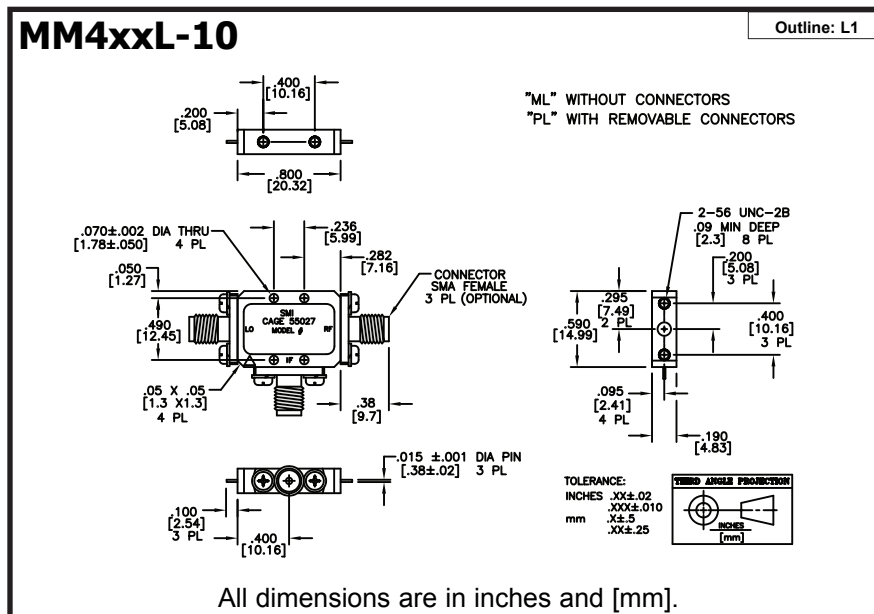 MM4xxL-10
Outline: L1
.400
[10.16]
.200
[5.08]
.800
[20.32]
"ML" WITHOUT CONNECTORS
"PL" WITH REMOVABLE CONNECTORS
.070±.002 DIA THRU
[1.78±.050] 4 PL
.236
[5.99]
.282
[7.16]
.050
[1.27]
CONNECTOR
SMA FEMALE
3 PL (OPTIONAL)
.490
[12.45]
SMI
CAGE 55027
MODEL #
LO
RF
IF
.05 X .05
[1.3 X1.3]
4 PL
.38
[9.7]
2-56 UNC-2B
.09 MIN DEEP
[2.3] 8 PL
.200
[5.08]
3 PL
.295
[7.49]
2 PL
.590
[14.99]
.400
[10.16]
3 PL
.095
[2.41]
4 PL
.190
[4.83]
.015 ±.001 DIA PIN
[.38±.02] 3 PL
.100
[2.54]
3 PL
.400
[10.16]
TOLERANCE:
INCHES .XX±.02
.XXX±.010
mm .X±.5
.XX±.25
THIRD ANGLE PROJECTION
INCHES
[mm]
All dimensions are in inches and [mm].